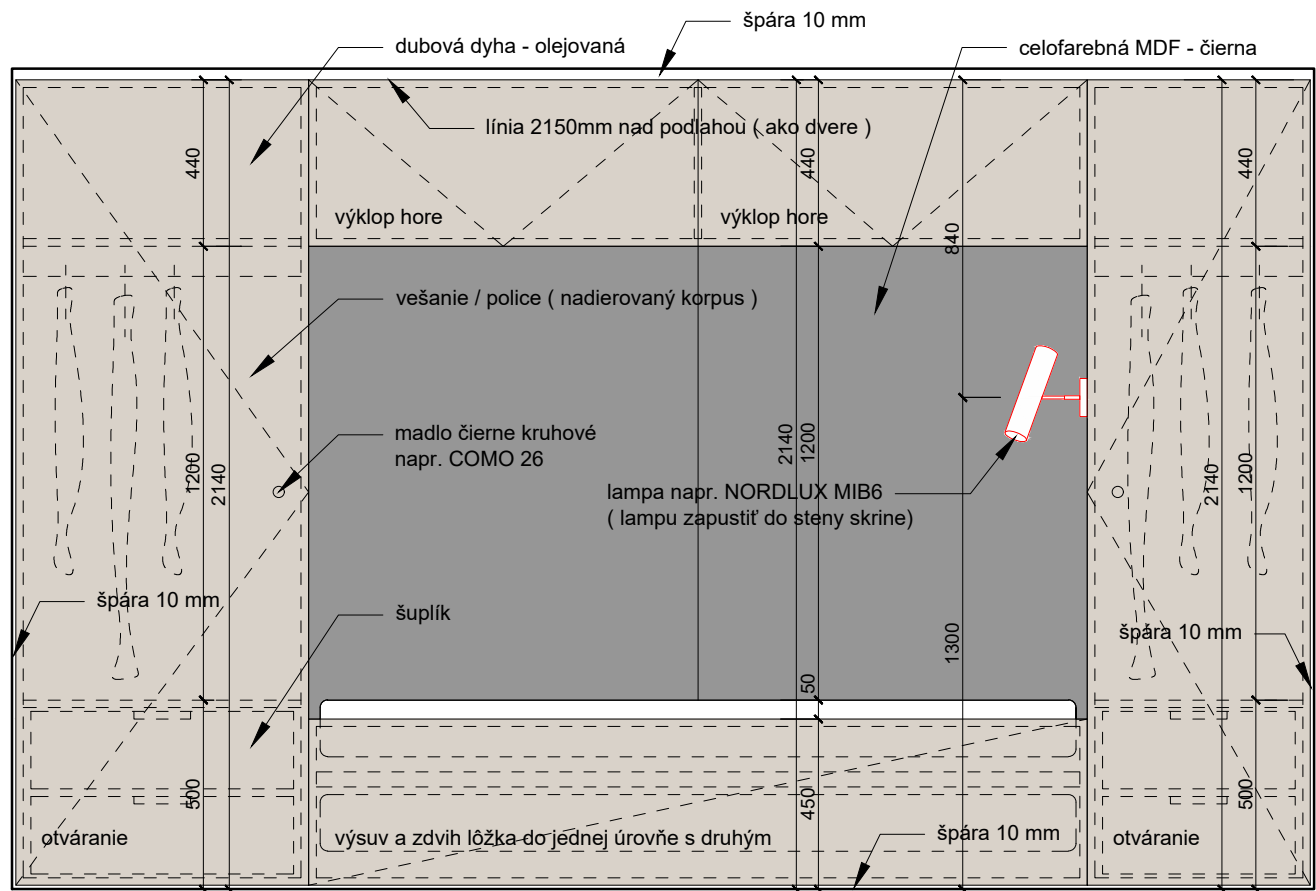 špára 10 mm
dubová dyha - olejovaná
celofarebná MDF - čierna
línia 2150mm nad podlahou ( ako dvere )
440
440
440
výklop hore
výklop hore
840
vešanie / police ( nadierovaný korpus )
madlo čierne kruhové
napr. COMO 26
1200
2140
2140
1200
2140
1200
lampa napr. NORDLUX MIB6
( lampu zapustiť do steny skrine)
špára 10 mm
šuplík
1300
špára 10 mm
50
500
450
500
otváranie
výsuv a zdvih lôžka do jednej úrovňe s druhým
špára 10 mm
otváranie